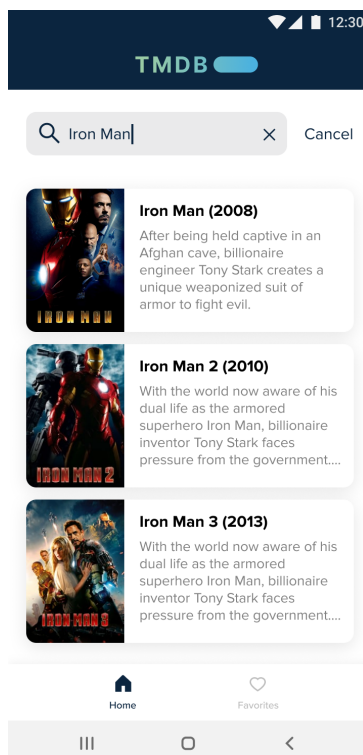 12:30
TMDB
Iron Man
Cancel
IRON MAN
Iron Man (2008)
After being held captive in an
Afghan cave, billionaire
engineer Tony Stark creates a
unique weaponized suit of
armor to fight evil.
IRON MAN 2
Iron Man 2 (2010)
With the world now aware of his
dual life as the armored
superhero Iron Man, billionaire
inventor Tony Stark faces
pressure from the government....
IRON MAN 3
Iron Man 3 (2013)
With the world now aware of his
dual life as the armored
superhero Iron Man, billionaire
inventor Tony Stark faces
pressure from the government....
Home
Favorites